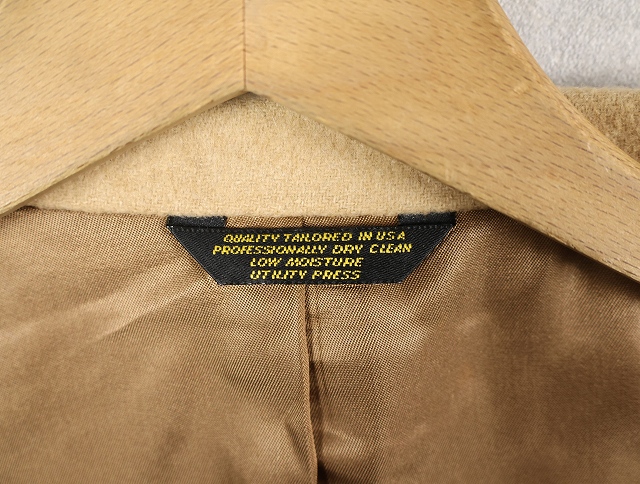 QUALITY TAILORED IN USA
PROFESSIONALLY DRY CLEAN
LOW MOISTURE
UTILITY PRESS